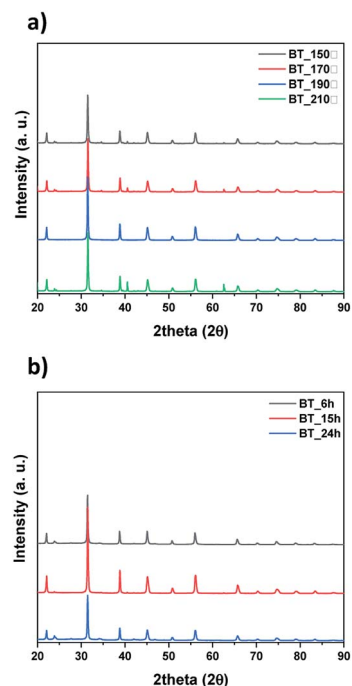 a)
BT_150□
BT_170□
BT_190□
BT_210□
Intensity (a. u.)
20 30 40 50 60 70 80 90
2theta (2θ)
b)
BT_6h
BT_15h
BT_24h
Intensity (a. u.)
20 30 40 50 60 70 80 90
2theta (2θ)